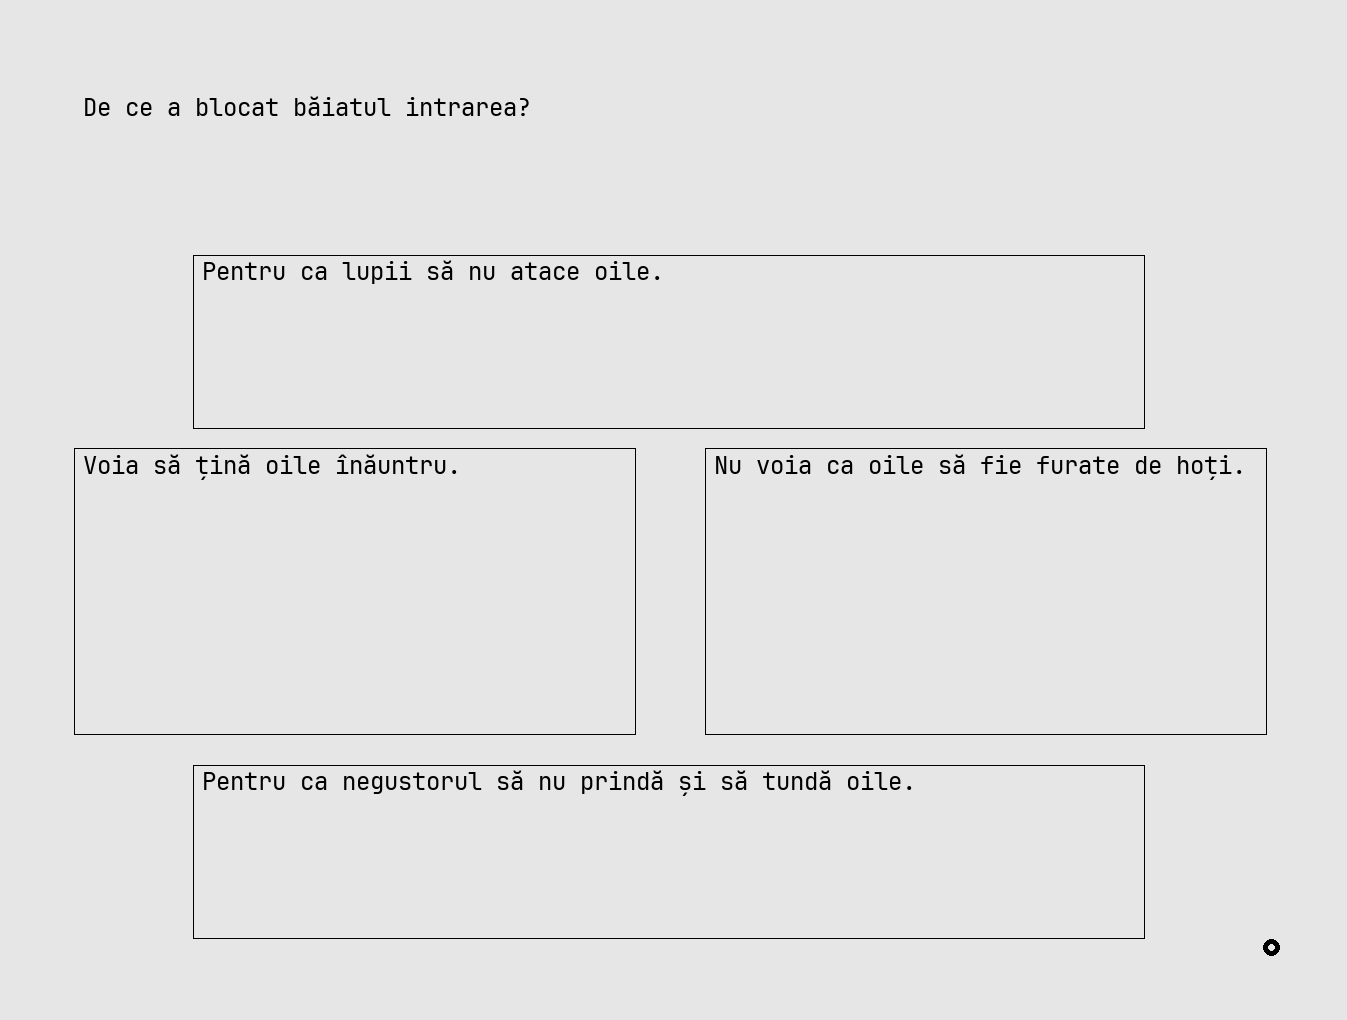 De ce a blocat băiatul intrarea?
Pentru ca lupii să nu atace oile.
Voia să țină oile înăuntru.
Nu voia ca oile să fie furate de hoți.
Pentru ca negustorul să nu prindă și să tundă oile.